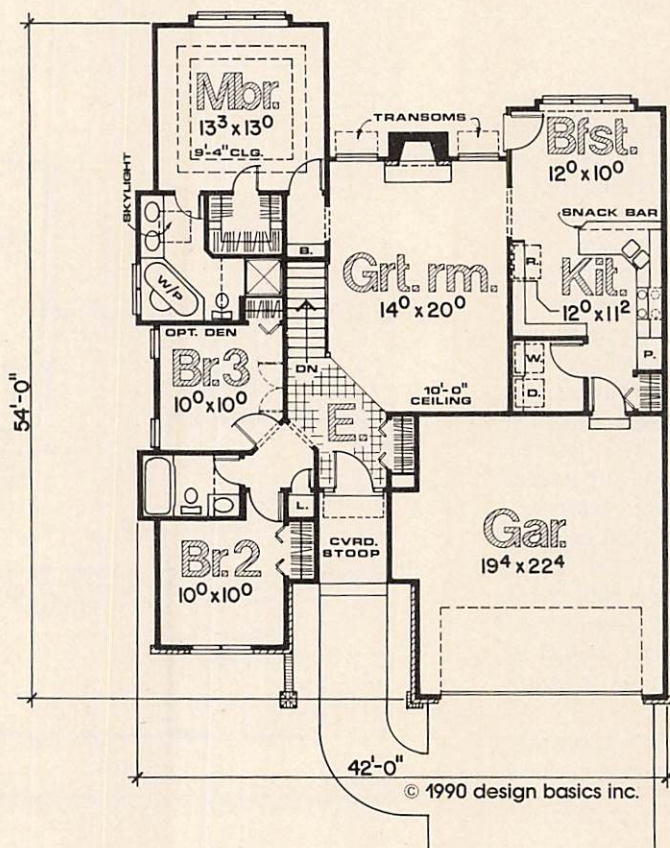 Mbr.
13³ x 13⁰
9'-4" CLG.
TRANSOMS
Bfst.
12⁰ x 10⁰
SKYLIGHT
SNACK BAR
B.
R.
W/P
Grt. rm.
14⁰ x 20⁰
Kit.
12⁰ x 11²
OPT. DEN
Br.3
10⁰ x 10⁰
DN
W.
P.
D.
10'-0"
CEILING
54'-0"
E.
L.
CVRD.
STOOP
Gar.
19⁴ x 22⁴
Br.2
10⁰ x 10⁰
42'-0"
© 1990 design basics inc.